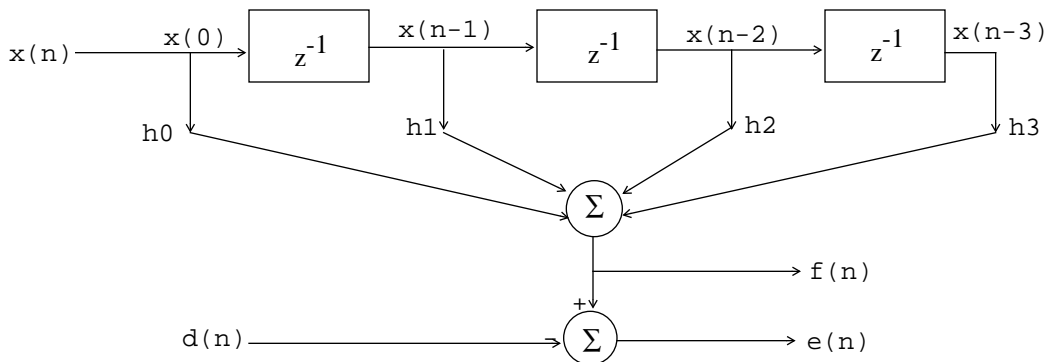 x(n) x(0) z-1 x(n-1) z-1 x(n-2) z-1 x(n-3)
h0 h1 h2 h3
Σ
f(n)
+
d(n) - Σ e(n)